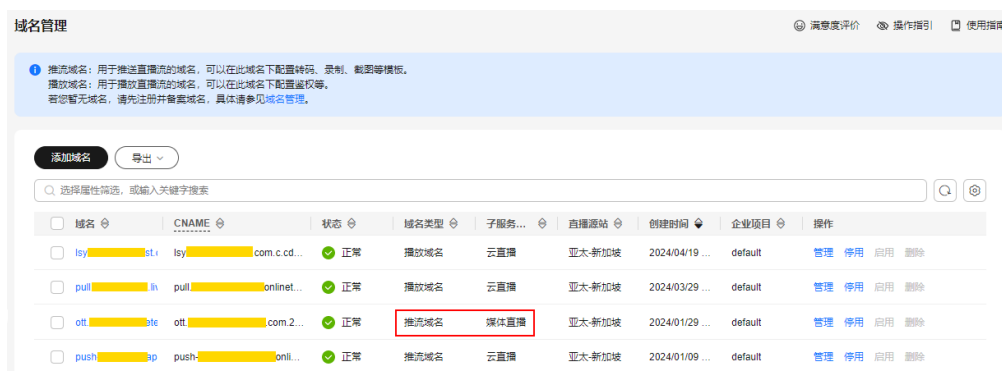 域名管理 满意度评价 操作指引 使用指南
推流域名：用于推送直播流的域名，可以在此域名下配置转码、录制、截图等模板。
播放域名：用于播放直播流的域名，可以在此域名下配置鉴权等。
若您暂无域名，请先注册并备案域名，具体请参见域名管理。
添加域名 导出
选择属性筛选，或输入关键字搜索
域名 CNAME 状态 域名类型 子服务... 直播源站 创建时间 企业项目 操作
lsy st. lsy com.c.cd... 正常 播放域名 云直播 亚太-新加坡 2024/04/19 ... default 管理 停用 启用 删除
pull .liv pull. onlinet... 正常 播放域名 云直播 亚太-新加坡 2024/03/29 ... default 管理 停用 启用 删除
ott. ete ott. .com.2... 正常 推流域名 媒体直播 亚太-新加坡 2024/01/29 ... default 管理 停用 启用 删除
push ap push- onli... 正常 推流域名 云直播 亚太-新加坡 2024/01/09 ... default 管理 停用 启用 删除